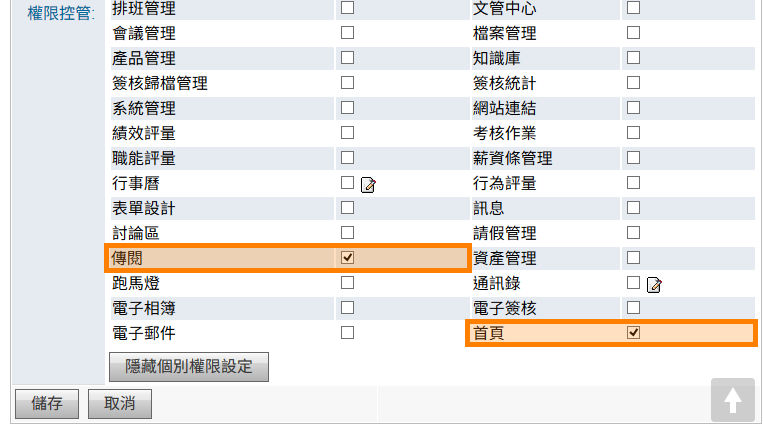 權限控管:
排班管理 文管中心
會議管理 檔案管理
產品管理 知識庫
簽核歸檔管理 簽核統計
系統管理 網站連結
績效評量 考核作業
職能評量 薪資條管理
行事曆 行為評量
表單設計 訊息
討論區 請假管理
傳閱 資產管理
跑馬燈 通訊錄
電子相簿 電子簽核
電子郵件 首頁
隱藏個別權限設定
儲存 取消